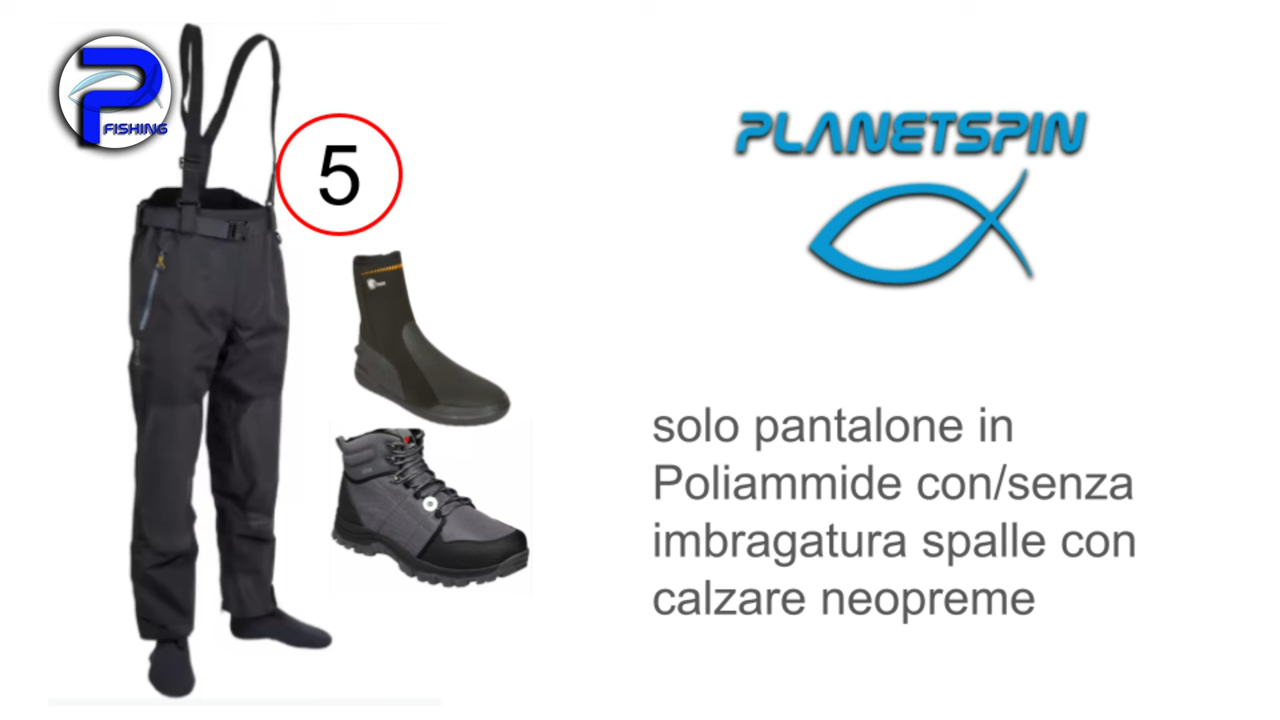 P
FISHING
5
PLANETSPIN
solo pantalone in
Poliammide con/senza
imbragatura spalle con
calzare neopreme